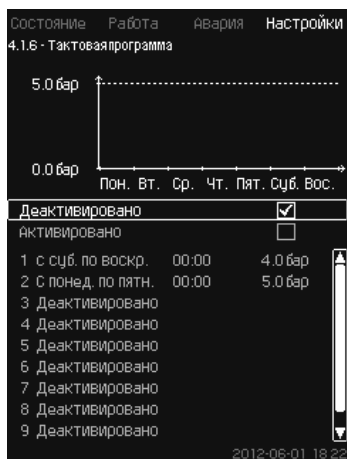 Состояние Работа Авария Настройки
4.1.6 - Тактовая программа
5.0 бар
0.0 бар
Пон. Вт. Ср. Чт. Пят. Суб. Вос.
Деактивировано
Активировано
1 с суб. по воскр. 00:00 4.0 бар
2 С понед. по пятн. 00:00 5.0 бар
3 Деактивировано
4 Деактивировано
5 Деактивировано
6 Деактивировано
7 Деактивировано
8 Деактивировано
9 Деактивировано
2012-06-01 18:22